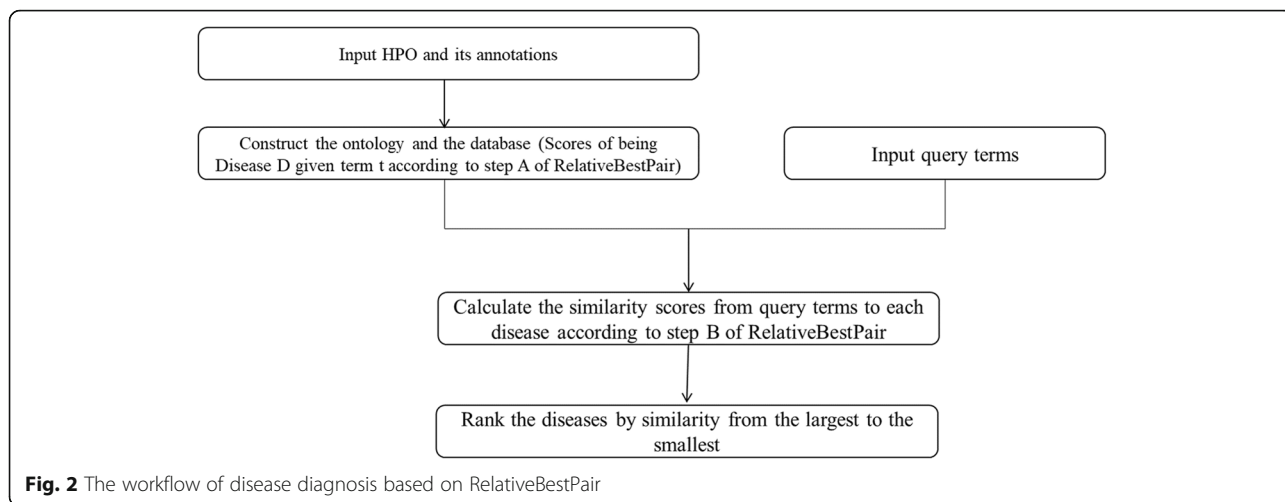 Input HPO and its annotations
Construct the ontology and the database (Scores of being
Disease D given term t according to step A of RelativeBestPair)
Input query terms
Calculate the similarity scores from query terms to each
disease according to step B of RelativeBestPair
Rank the diseases by similarity from the largest to the
smallest
Fig. 2 The workflow of disease diagnosis based on RelativeBestPair